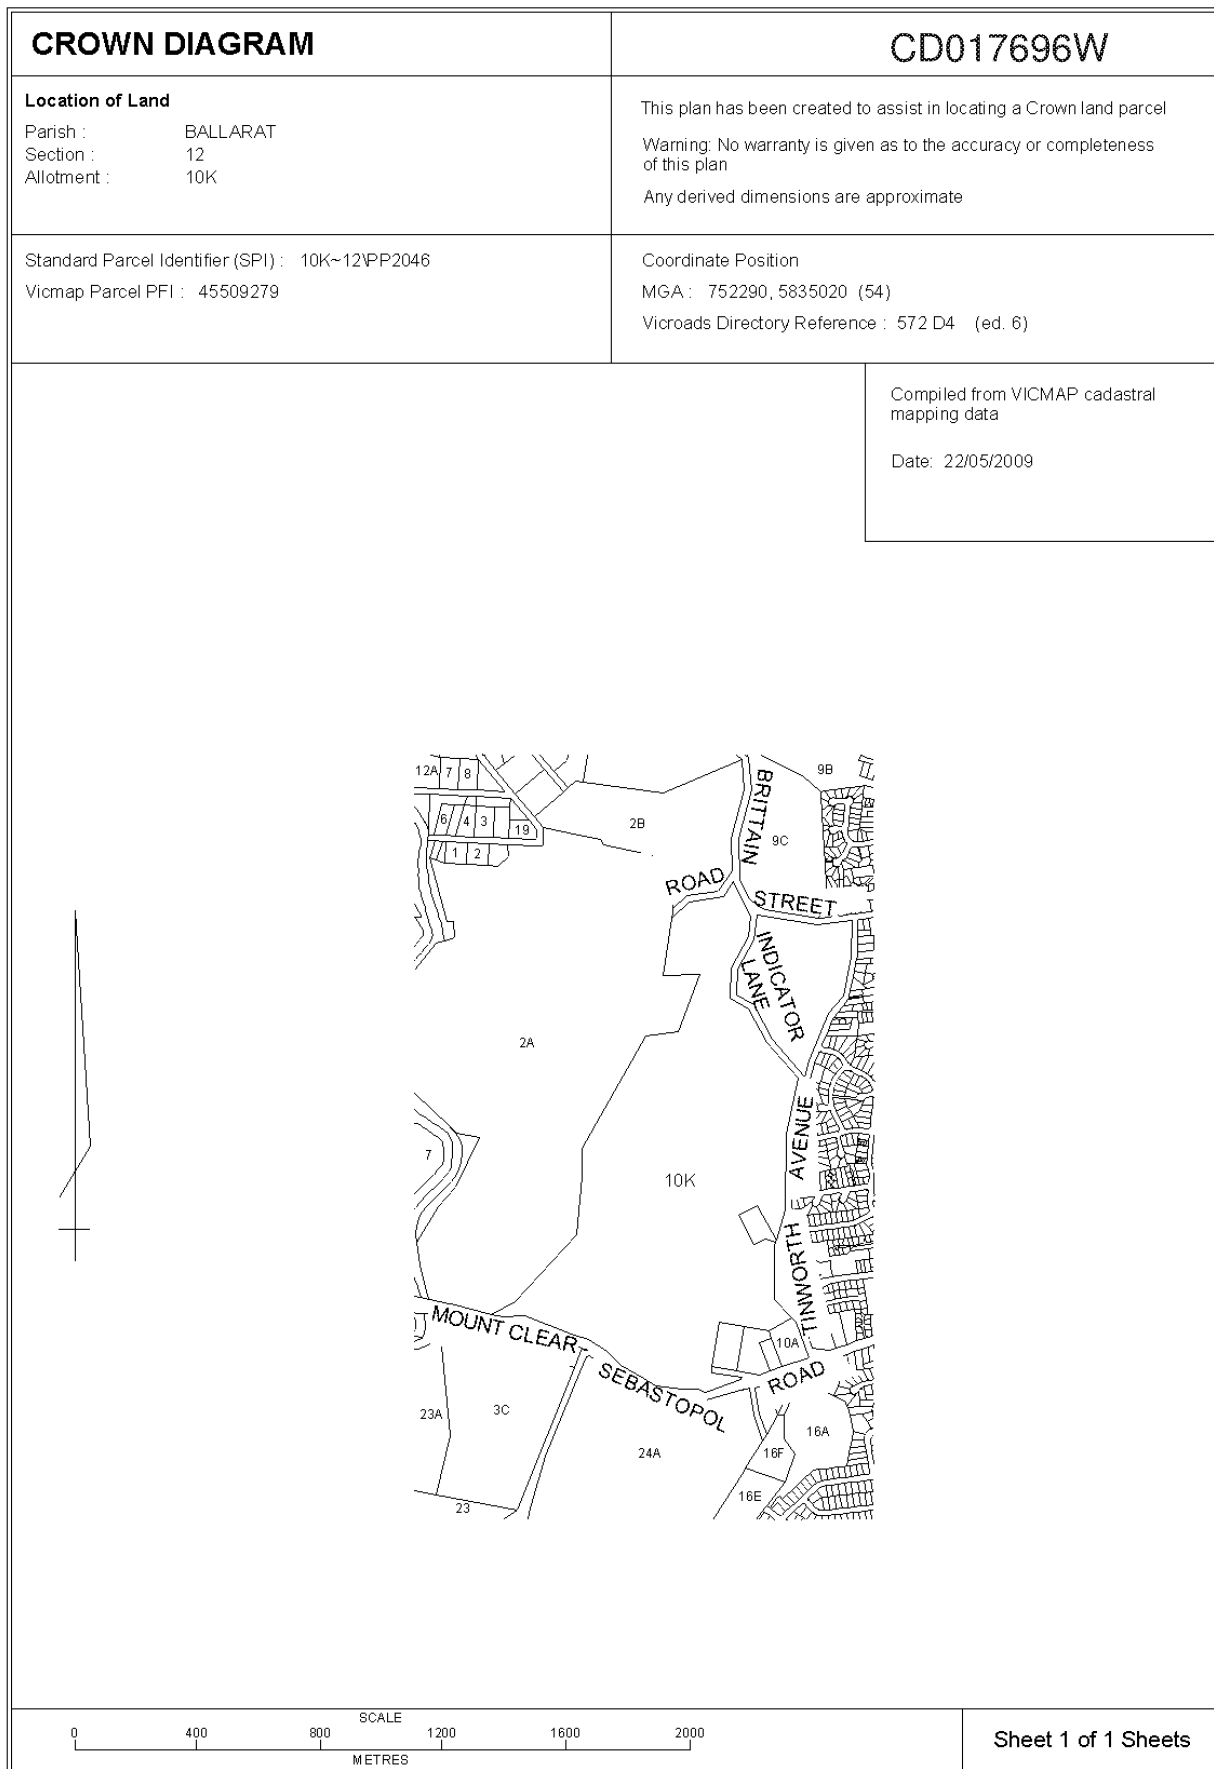 CROWN DIAGRAM
CD017696W
Location of Land
Parish : BALLARAT
Section : 12
Allotment : 10K
This plan has been created to assist in locating a Crown land parcel
Warning: No warranty is given as to the accuracy or completeness
of this plan
Any derived dimensions are approximate
Standard Parcel Identifier (SPI) : 10K~12\PP2046
Vicmap Parcel PFI : 45509279
Coordinate Position
MGA : 752290, 5835020 (54)
Vicroads Directory Reference : 572 D4 (ed. 6)
Compiled from VICMAP cadastral
mapping data
Date: 22/05/2009
12A 7 8
9B
BRITTAIN
6 4 3 19
2B
9C
1 2
ROAD
STREET
INDICATOR
LANE
2A
AVENUE
7
10K
TINWORTH
MOUNT CLEAR
10A
SEBASTOPOL
ROAD
23A
3C
16A
24A
16F
16E
23
SCALE
0 400 800 1200 1600 2000
METRES
Sheet 1 of 1 Sheets